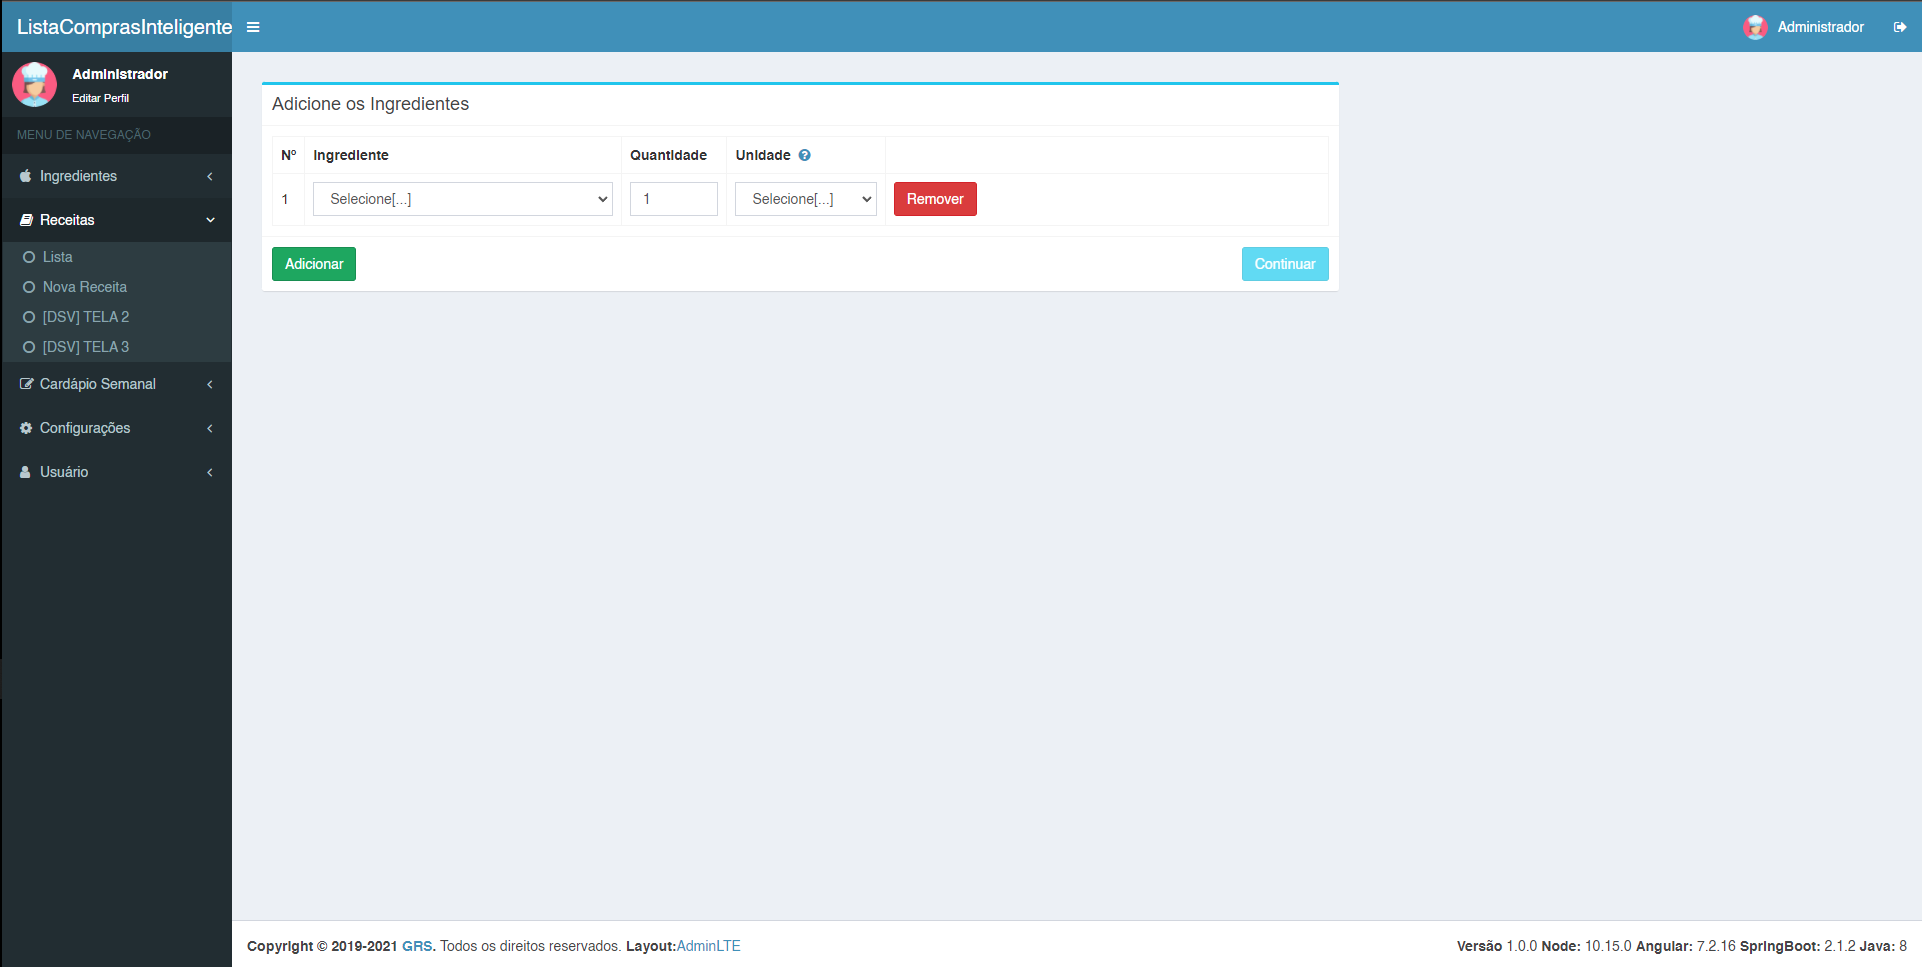 ListaComprasInteligente
Administrador
Administrador
Editar Perfil
MENU DE NAVEGAÇÃO
Ingredientes
Receitas
Lista
Nova Receita
[DSV] TELA 2
[DSV] TELA 3
Cardápio Semanal
Configurações
Usuário
Adicione os Ingredientes
Nº Ingrediente Quantidade Unidade
1 Selecione[...] 1 Selecione[...] Remover
Adicionar Continuar
Copyright © 2019-2021 GRS. Todos os direitos reservados. Layout:AdminLTE
Versão 1.0.0 Node: 10.15.0 Angular: 7.2.16 SpringBoot: 2.1.2 Java: 8